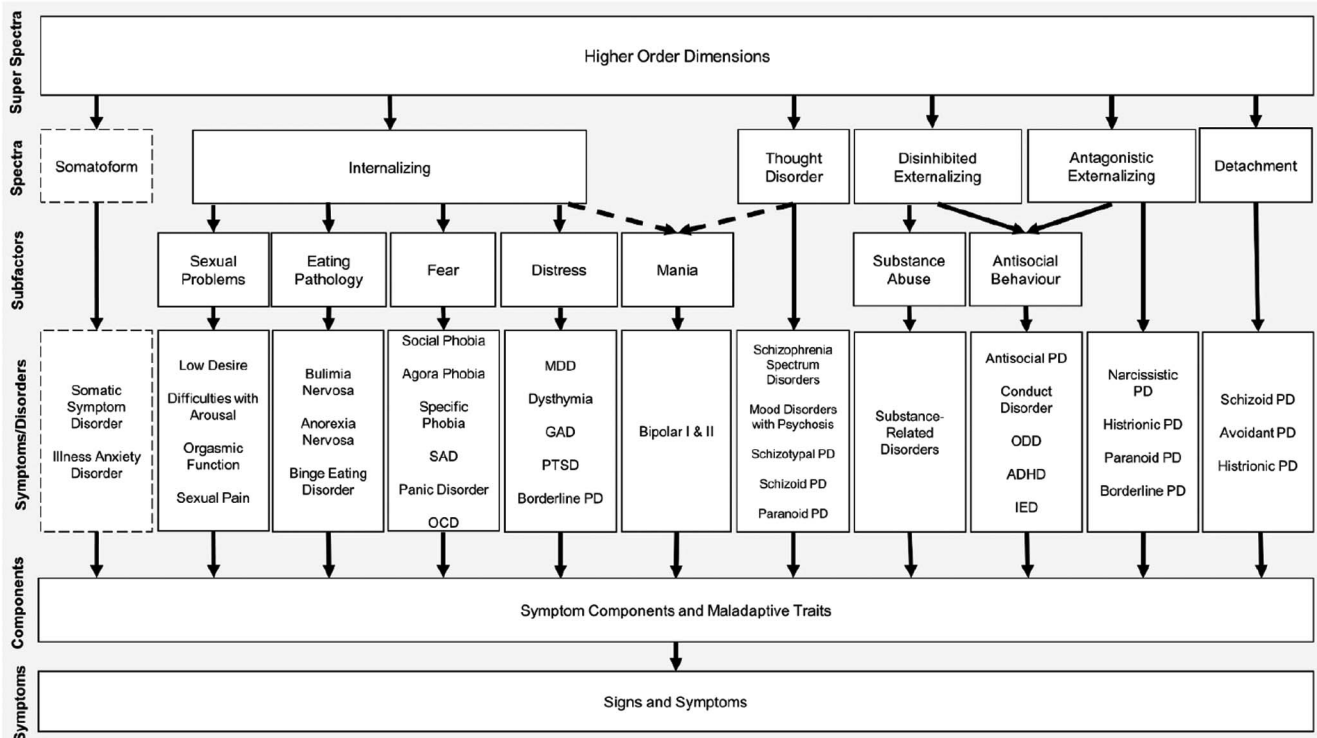 Super Spectra
Higher Order Dimensions
Spectra
Somatoform
Internalizing
Thought
Disorder
Disinhibited
Externalizing
Antagonistic
Externalizing
Detachment
Subfactors
Sexual
Problems
Eating
Pathology
Fear
Distress
Mania
Substance
Abuse
Antisocial
Behaviour
Symptoms/Disorders
Somatic
Symptom
Disorder
Illness Anxiety
Disorder
Low Desire
Difficulties with
Arousal
Orgasmic
Function
Sexual Pain
Bulimia
Nervosa
Anorexia
Nervosa
Binge Eating
Disorder
Social Phobia
Agora Phobia
Specific
Phobia
SAD
Panic Disorder
OCD
MDD
Dysthymia
GAD
PTSD
Borderline PD
Bipolar I & II
Schizophrenia
Spectrum
Disorders
Mood Disorders
with Psychosis
Schizotypal PD
Schizoid PD
Paranoid PD
Substance-
Related
Disorders
Antisocial PD
Conduct
Disorder
ODD
ADHD
IED
Narcissistic
PD
Histrionic PD
Paranoid PD
Borderline PD
Schizoid PD
Avoidant PD
Histrionic PD
Components
Symptom Components and Maladaptive Traits
Symptoms
Signs and Symptoms